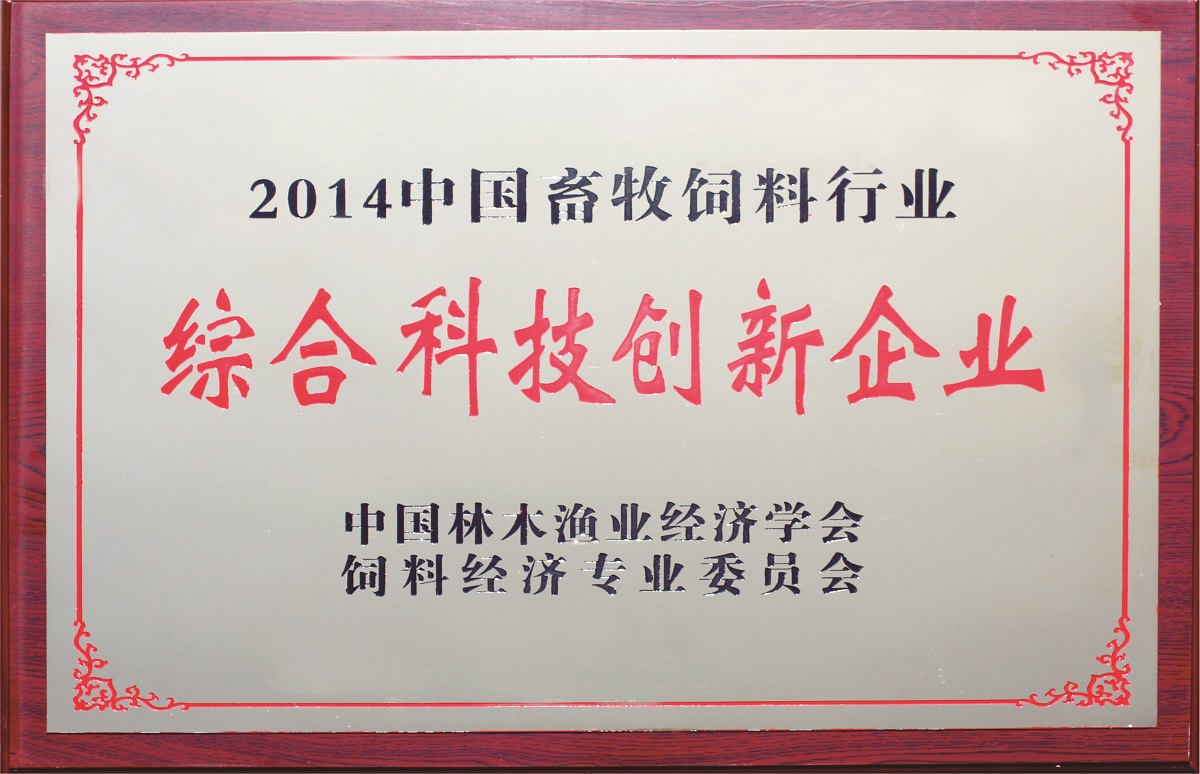 2014中国畜牧饲料行业
综合科技创新企业
中国林木渔业经济学会
饲料经济专业委员会